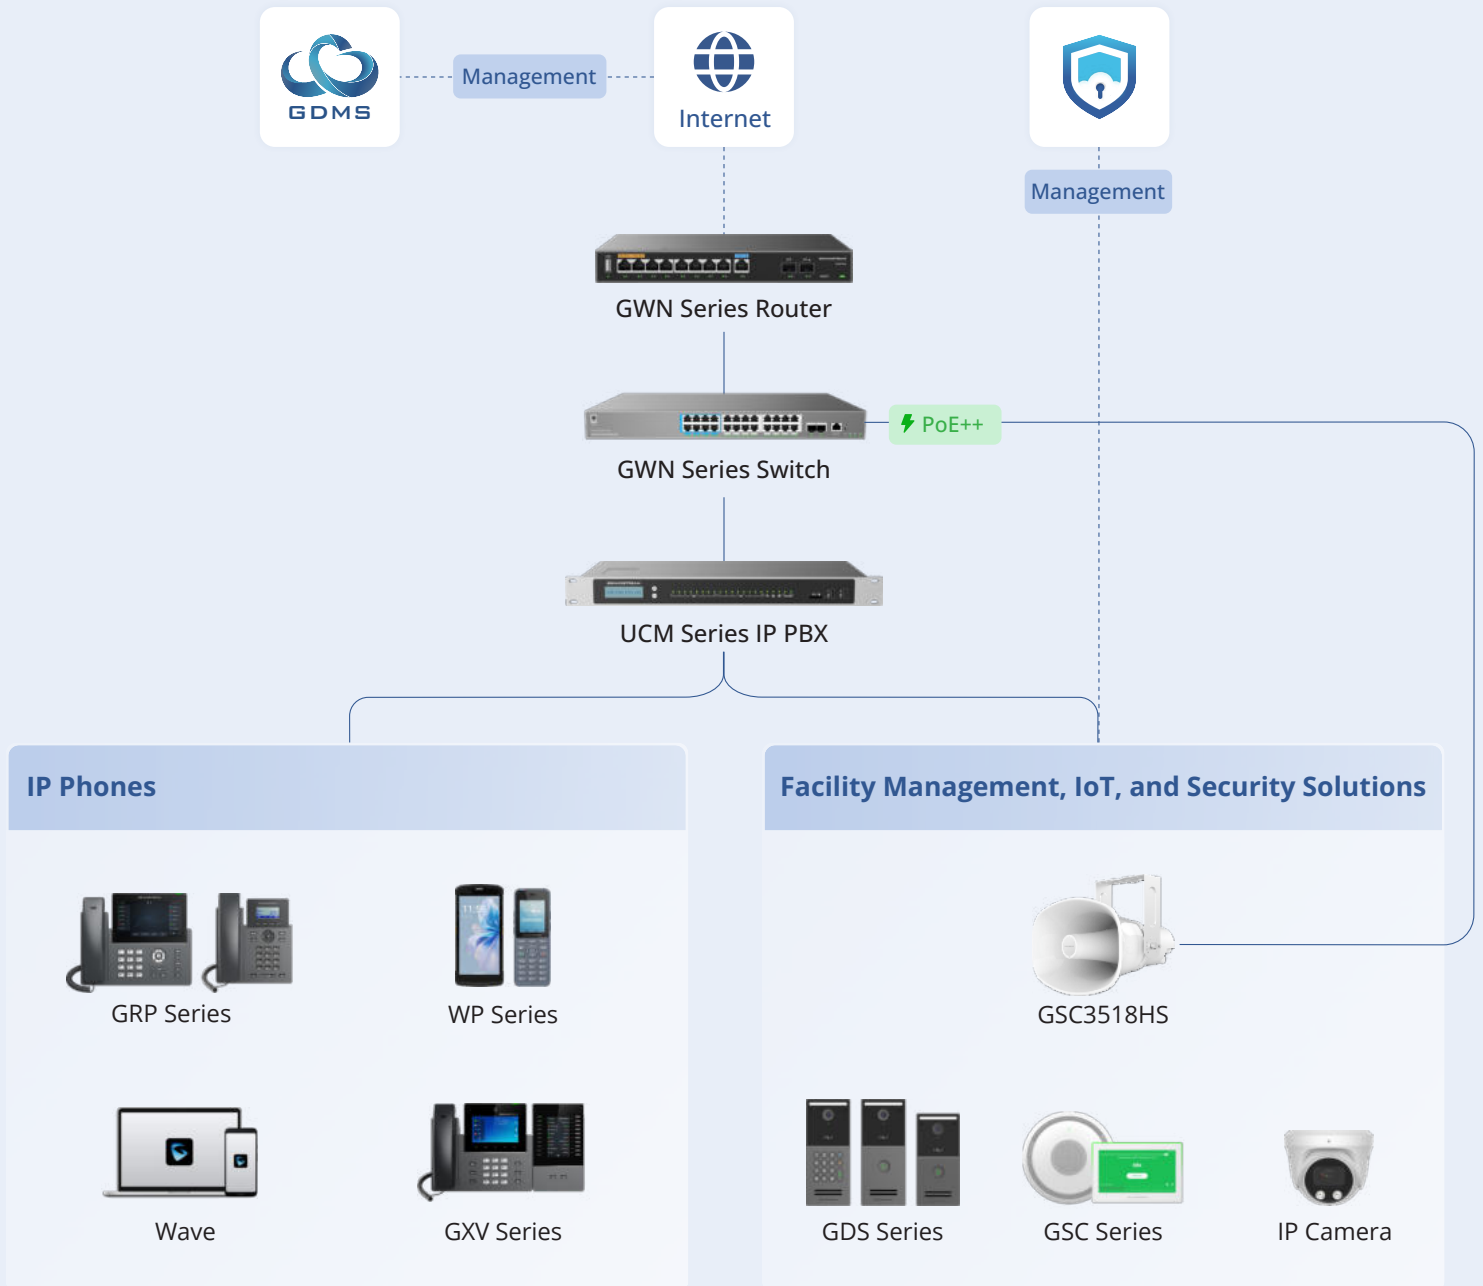 GDMS
Management
Internet
Management
GWN Series Router
PoE++
GWN Series Switch
UCM Series IP PBX
IP Phones
Facility Management, IoT, and Security Solutions
GRP Series
WP Series
GSC3518HS
Wave
GXV Series
GDS Series
GSC Series
IP Camera